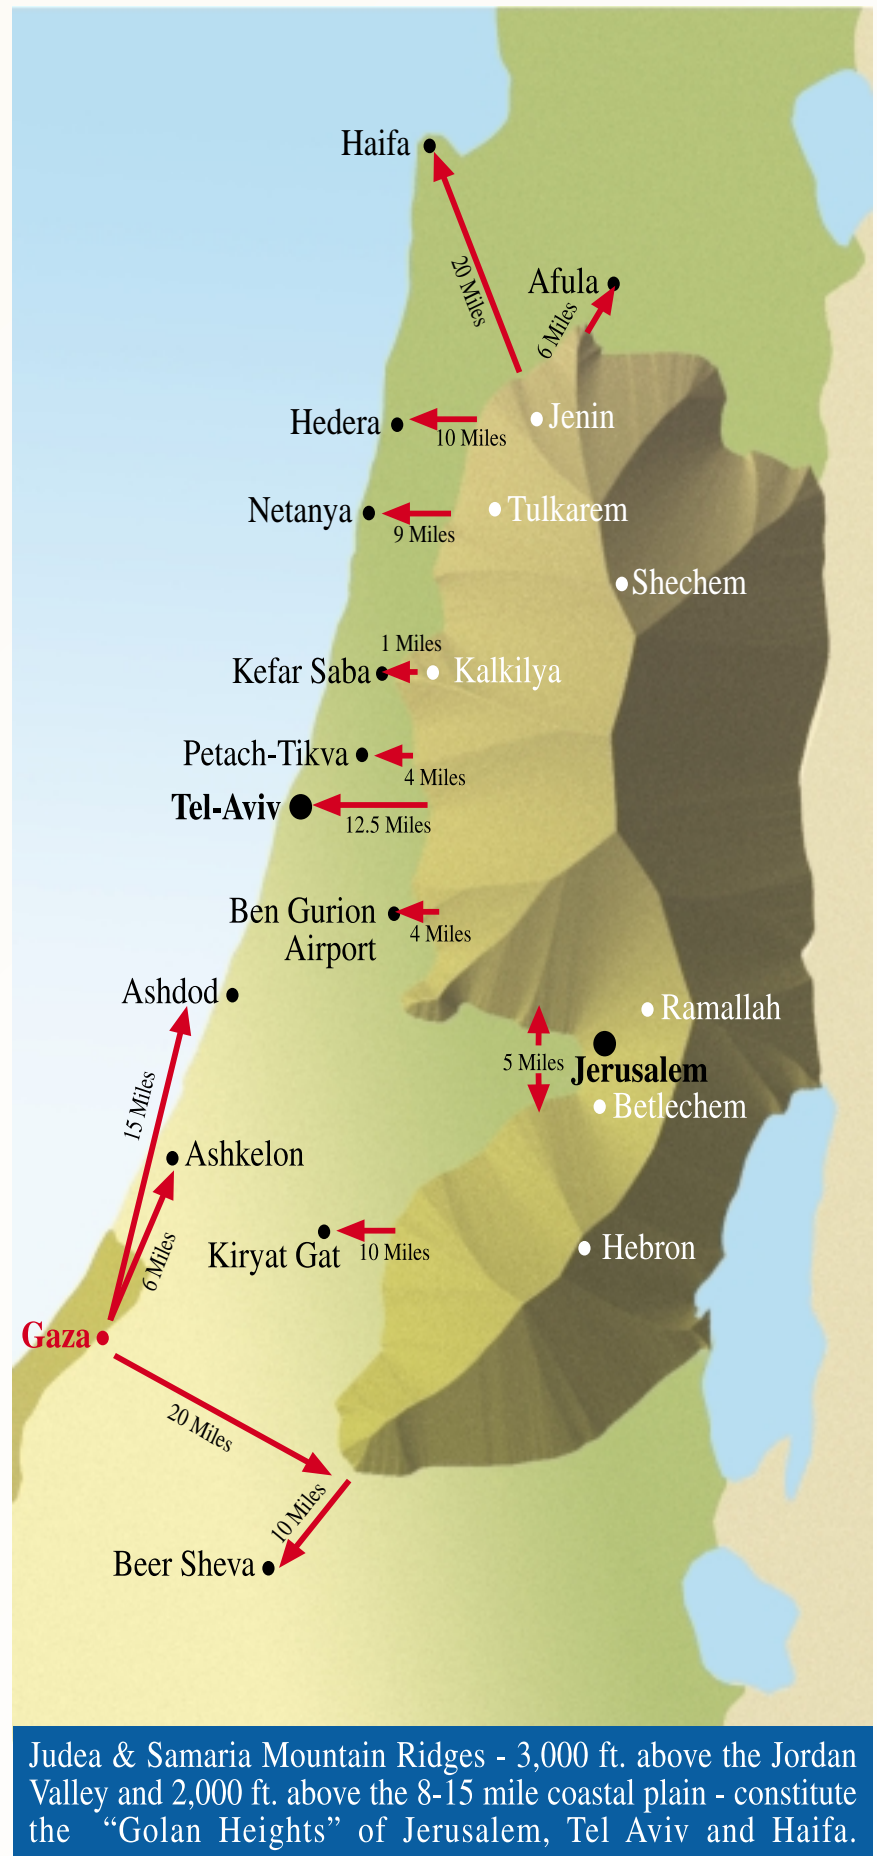 Haifa
20 Miles
Afula
6 Miles
Hedera
10 Miles
Jenin
Netanya
9 Miles
Tulkarem
Shechem
1 Miles
Kefar Saba
Kalkilya
Petach-Tikva
4 Miles
Tel-Aviv
12.5 Miles
Ben Gurion
Airport
4 Miles
Ashdod
Ramallah
5 Miles
Jerusalem
15 Miles
Betlechem
Ashkelon
6 Miles
Kiryat Gat
10 Miles
Hebron
Gaza
20 Miles
10 Miles
Beer Sheva
Judea & Samaria Mountain Ridges - 3,000 ft. above the Jordan
Valley and 2,000 ft. above the 8-15 mile coastal plain - constitute
the “Golan Heights” of Jerusalem, Tel Aviv and Haifa.